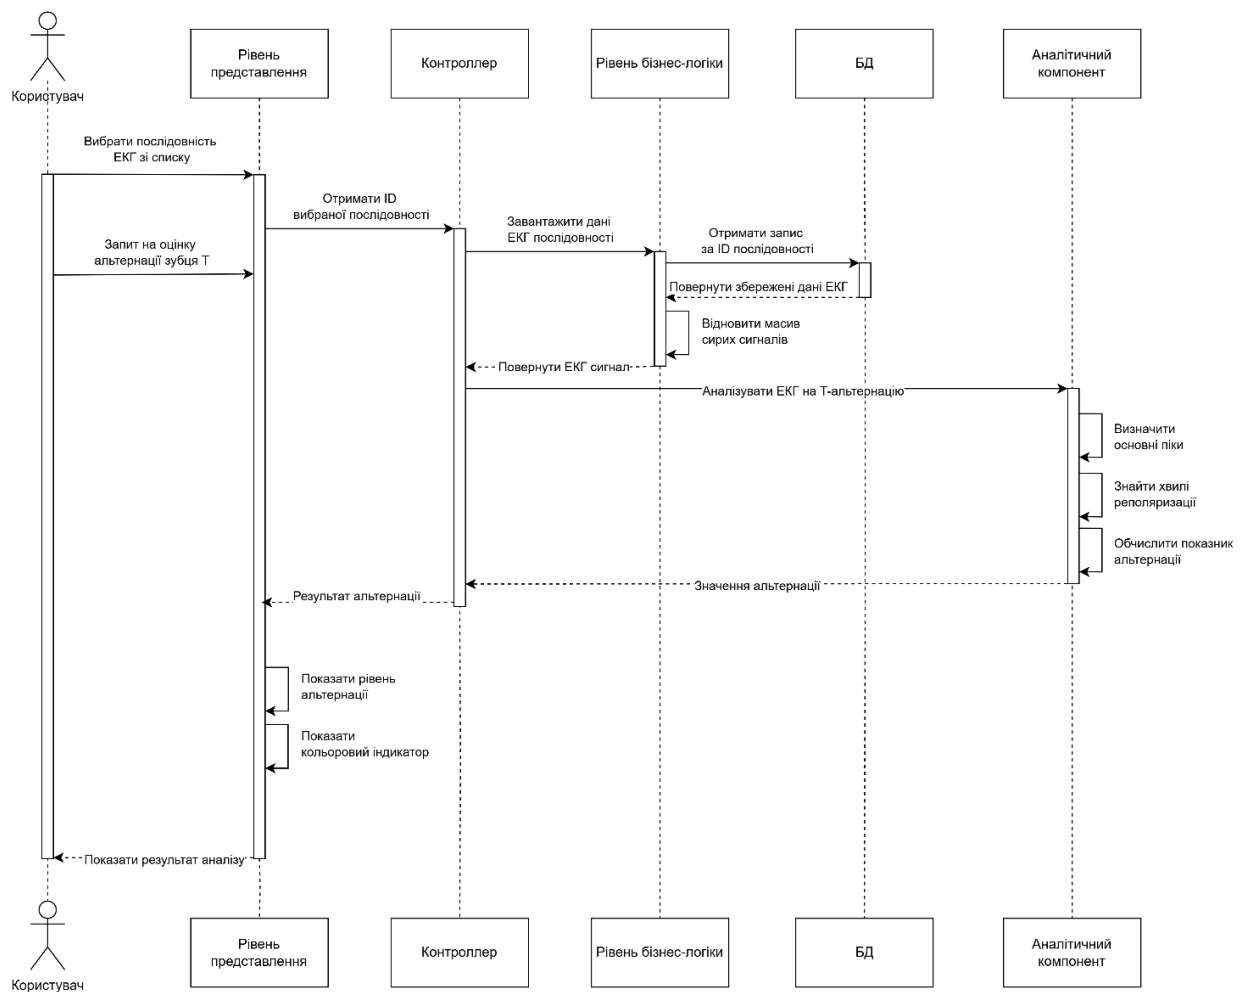 Користувач
Рівень
представлення
Контроллер
Рівень бізнес-логіки
БД
Аналітичний
компонент
Вибрати послідовність
ЕКГ зі списку
Отримати ID
вибраної послідовності
Завантажити дані
ЕКГ послідовності
Отримати запис
за ID послідовності
Запит на оцінку
альтернації зубця Т
Повернути збережені дані ЕКГ
Відновити масив
сирих сигналів
Повернути ЕКГ сигнал
Аналізувати ЕКГ на Т-альтернацію
Визначити
основні піки
Знайти хвилі
реполяризації
Обчислити показник
альтернації
Значення альтернації
Результат альтернації
Показати рівень
альтернації
Показати
кольоровий індикатор
Показати результат аналізу
Користувач
Рівень
представлення
Контроллер
Рівень бізнес-логіки
БД
Аналітичний
компонент